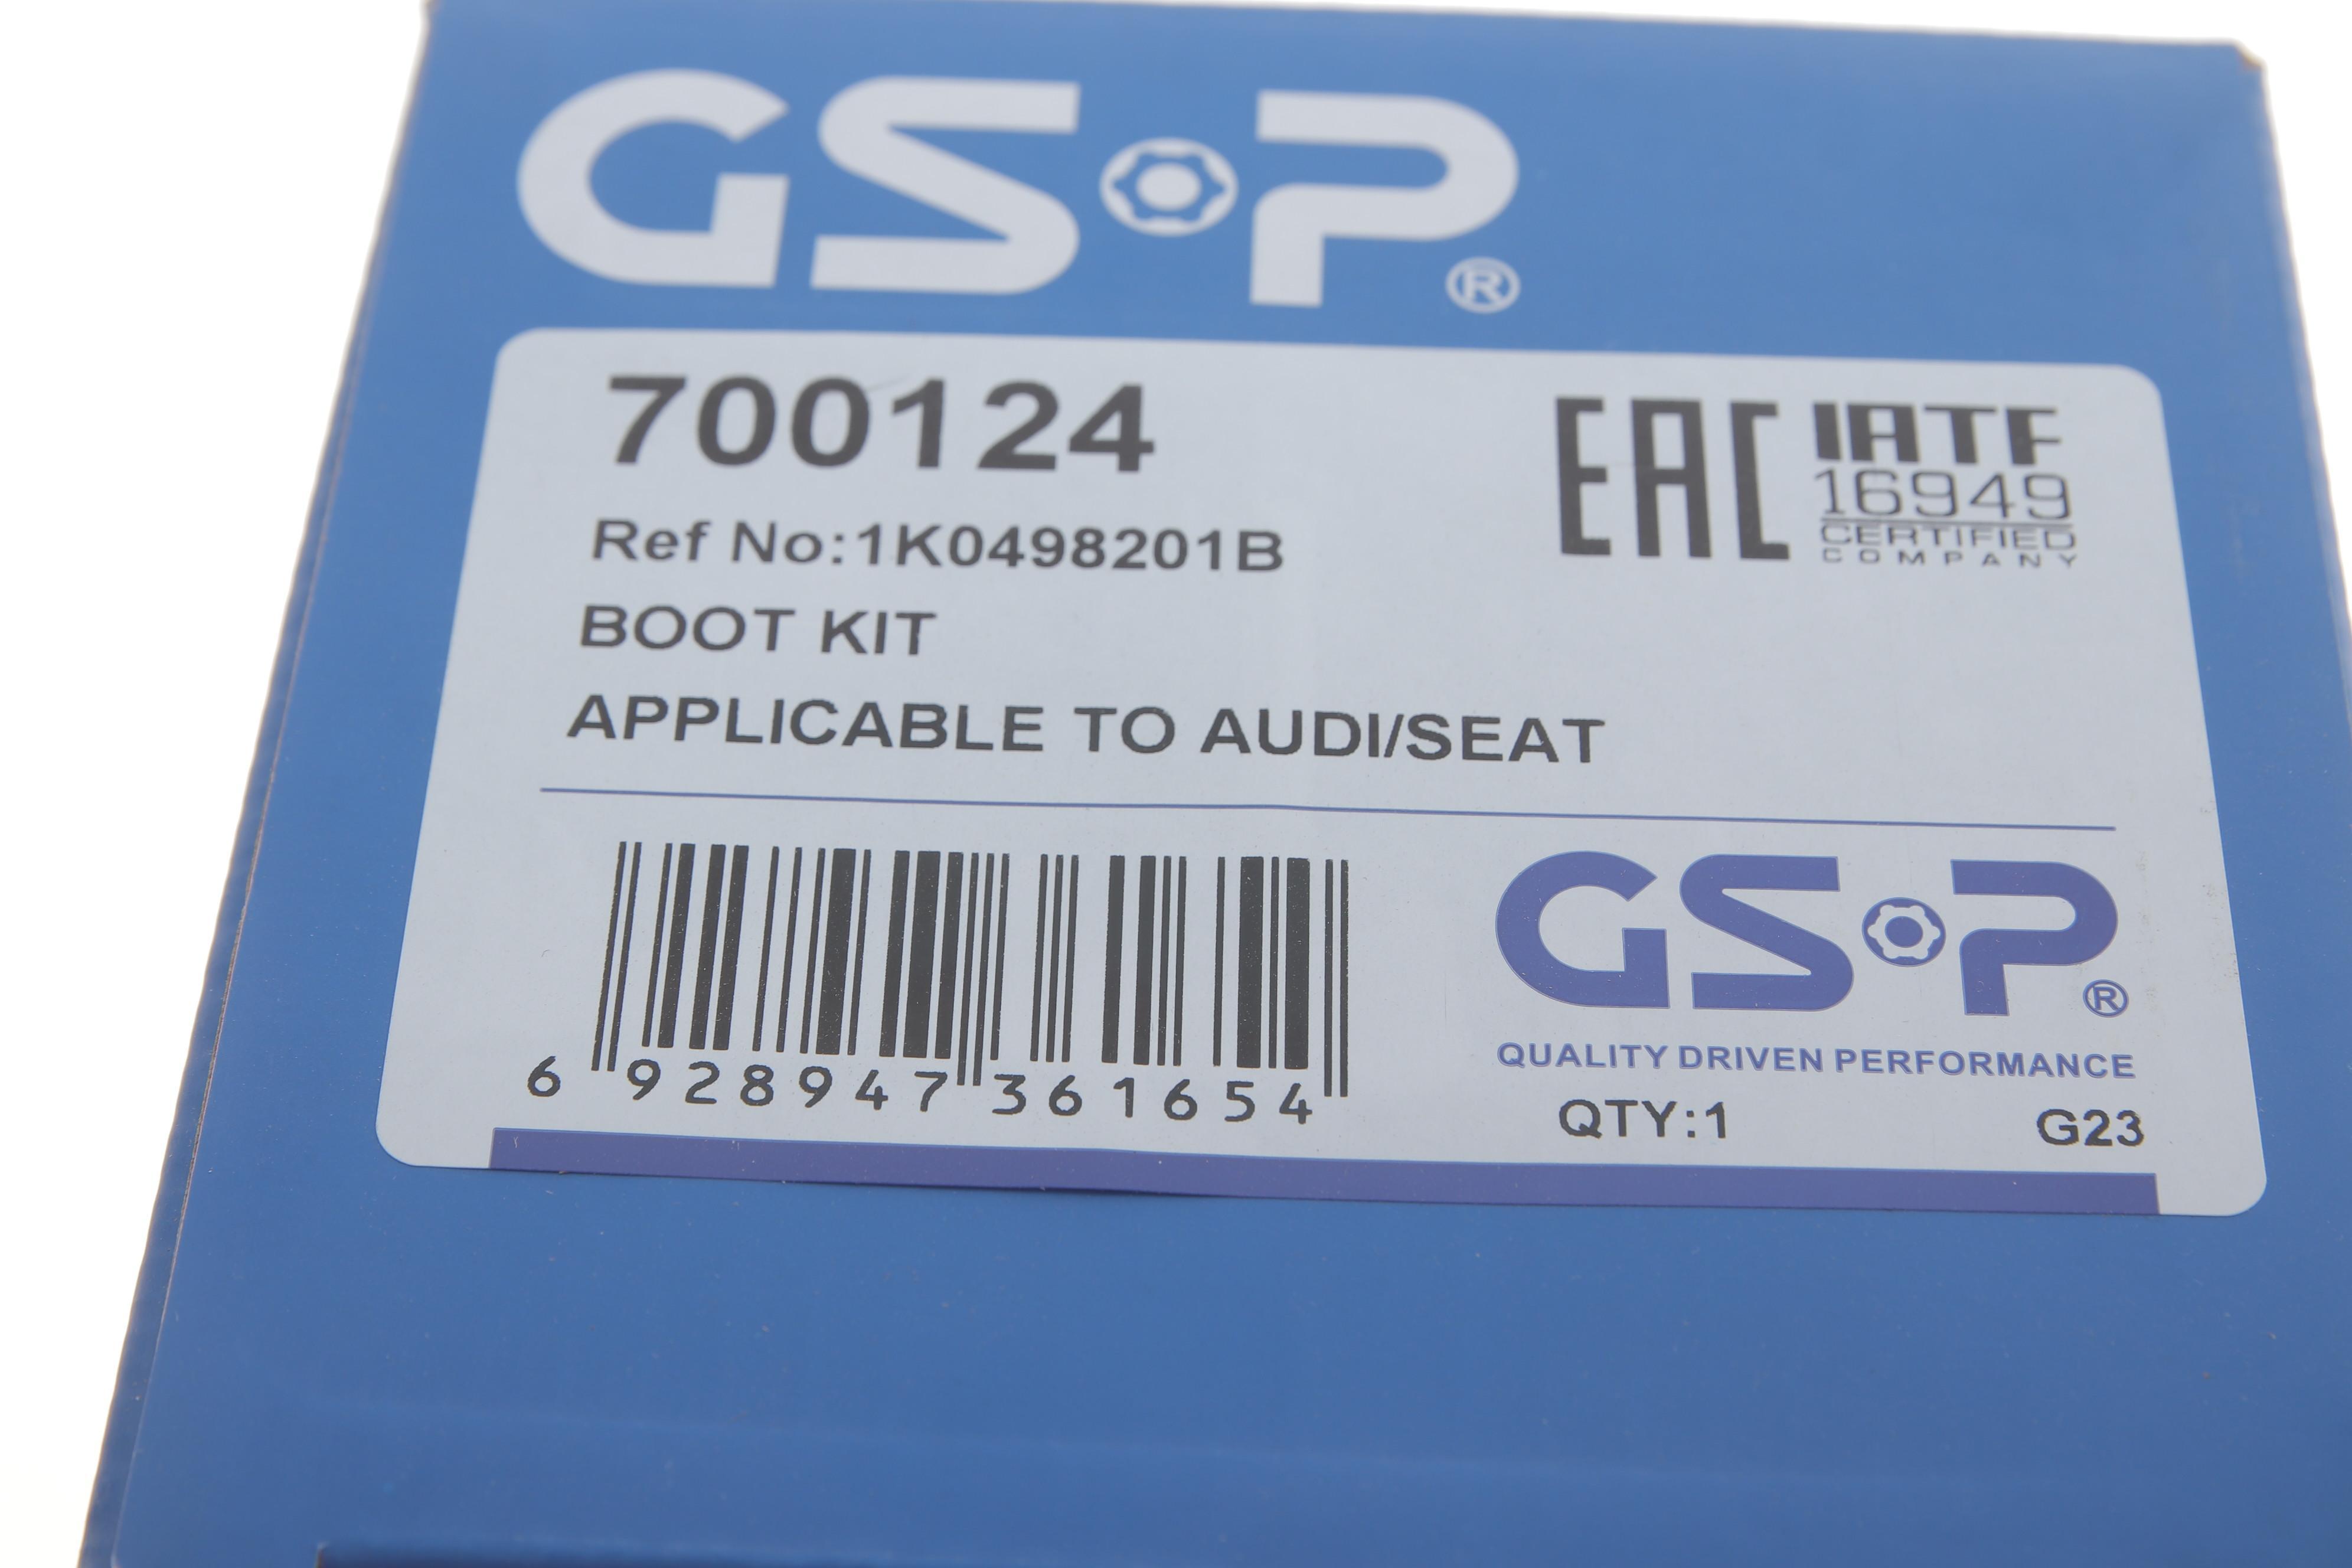 GSP®
700124
EAC
IATF
16949
CERTIFIED
COMPANY
Ref No:1K0498201B
BOOT KIT
APPLICABLE TO AUDI/SEAT
6 928947 361654
GSP®
QUALITY DRIVEN PERFORMANCE
QTY:1 G23